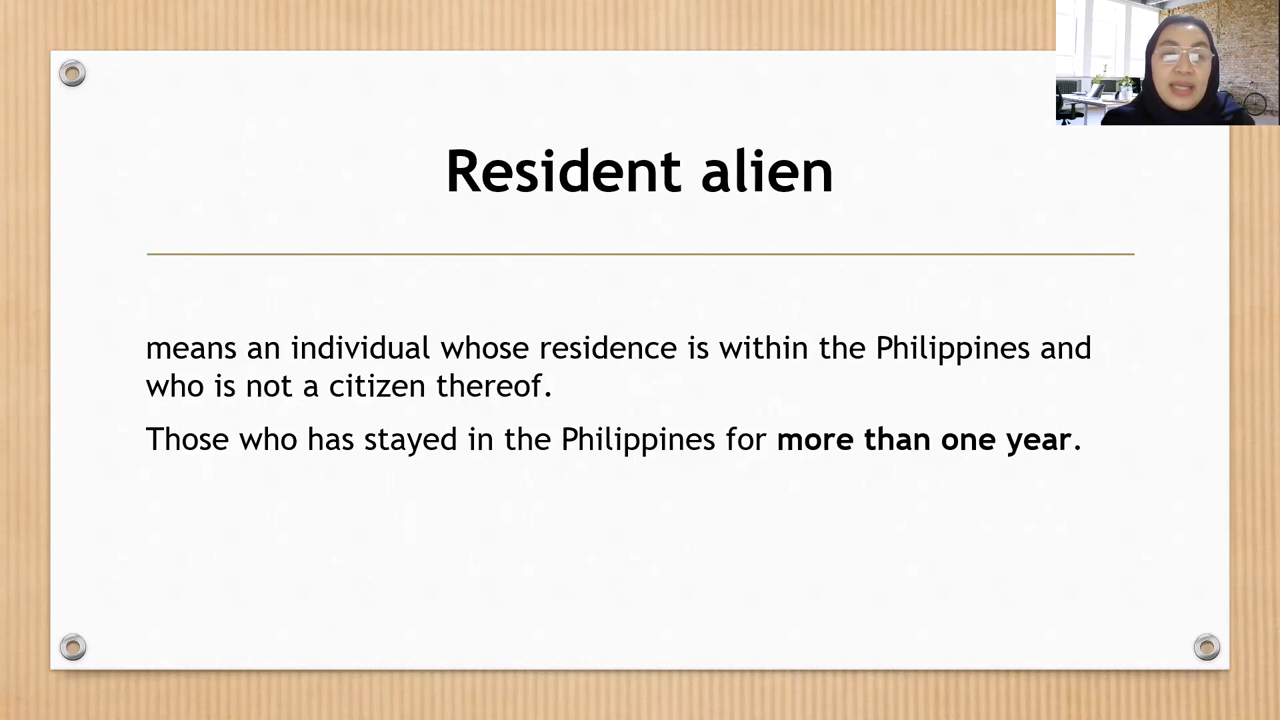 Resident alien
means an individual whose residence is within the Philippines and
who is not a citizen thereof.
Those who has stayed in the Philippines for more than one year.